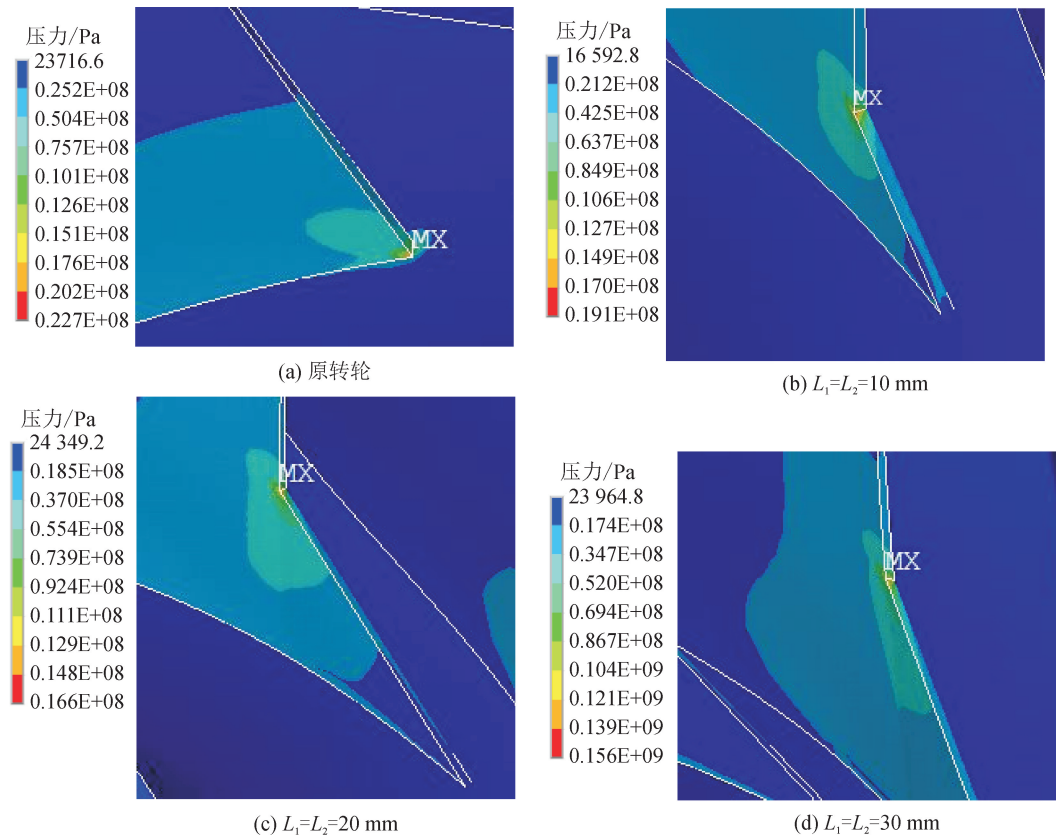 压力/Pa
23716.6
0.252E+08
0.504E+08
0.757E+08
0.101E+08
0.126E+08
0.151E+08
0.176E+08
0.202E+08
0.227E+08
MX
(a) 原转轮
压力/Pa
16 592.8
0.212E+08
0.425E+08
0.637E+08
0.849E+08
0.106E+08
0.127E+08
0.149E+08
0.170E+08
0.191E+08
MX
(b) L₁=L₂=10 mm
压力/Pa
24 349.2
0.185E+08
0.370E+08
0.554E+08
0.739E+08
0.924E+08
0.111E+08
0.129E+08
0.148E+08
0.166E+08
MX
(c) L₁=L₂=20 mm
压力/Pa
23 964.8
0.174E+08
0.347E+08
0.520E+08
0.694E+08
0.867E+08
0.104E+09
0.121E+09
0.139E+09
0.156E+09
MX
(d) L₁=L₂=30 mm